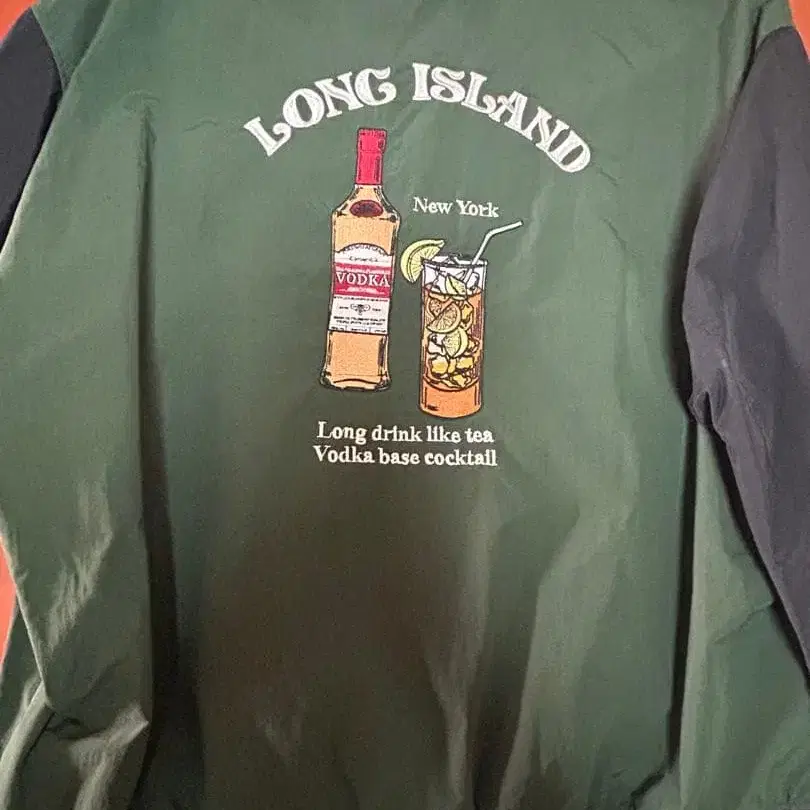 LONG ISLAND
New York
VODKA
Long drink like tea
Vodka base cocktail